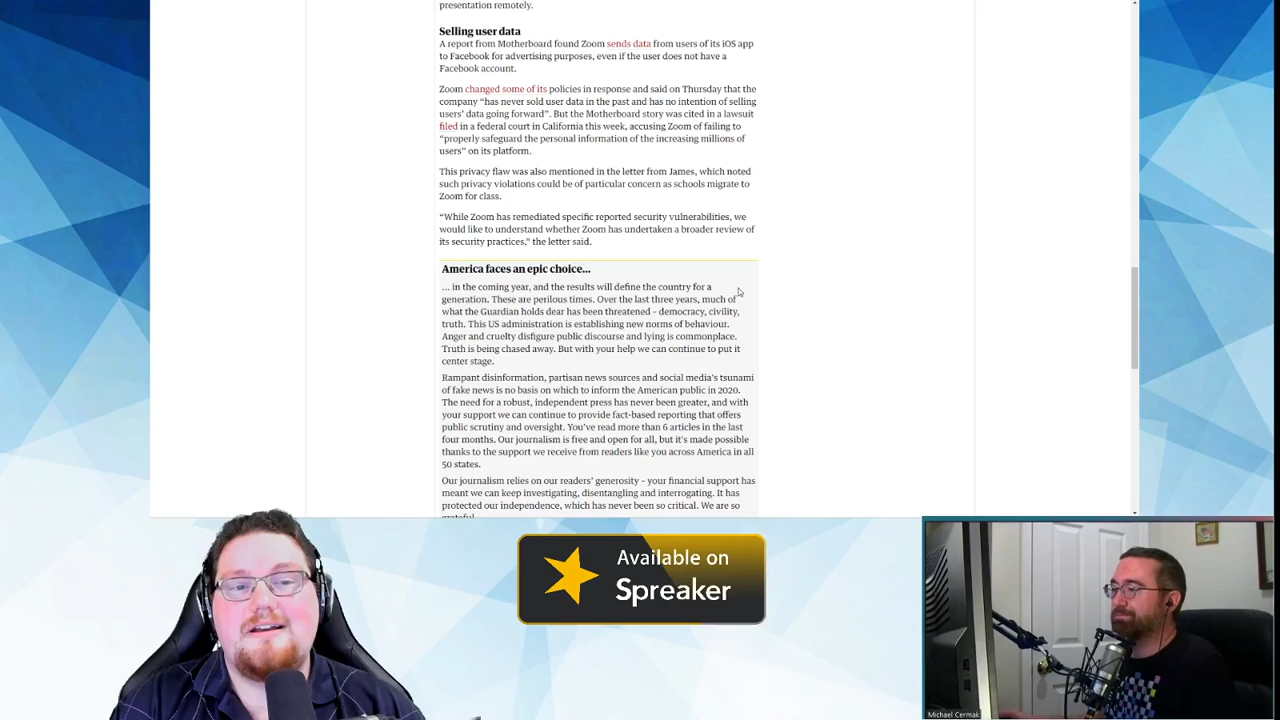 presentation remotely.
Selling user data
A report from Motherboard found Zoom sends data from users of its iOS app
to Facebook for advertising purposes, even if the user does not have a
Facebook account.
Zoom changed some of its policies in response and said on Thursday that the
company “has never sold user data in the past and has no intention of selling
users’ data going forward”. But the Motherboard story was cited in a lawsuit
filed in a federal court in California this week, accusing Zoom of failing to
“properly safeguard the personal information of the increasing millions of
users” on its platform.
This privacy flaw was also mentioned in the letter from James, which noted
such privacy violations could be of particular concern as schools migrate to
Zoom for class.
“While Zoom has remediated specific reported security vulnerabilities, we
would like to understand whether Zoom has undertaken a broader review of
its security practices,” the letter said.
America faces an epic choice...
... in the coming year, and the results will define the country for a
generation. These are perilous times. Over the last three years, much of
what the Guardian holds dear has been threatened – democracy, civility,
truth. This US administration is establishing new norms of behaviour.
Anger and cruelty disfigure public discourse and lying is commonplace.
Truth is being chased away. But with your help we can continue to put it
center stage.
Rampant disinformation, partisan news sources and social media's tsunami
of fake news is no basis on which to inform the American public in 2020.
The need for a robust, independent press has never been greater, and with
your support we can continue to provide fact-based reporting that offers
public scrutiny and oversight. You’ve read more than 6 articles in the last
four months. Our journalism is free and open for all, but it's made possible
thanks to the support we receive from readers like you across America in all
50 states.
Our journalism relies on our readers’ generosity – your financial support has
meant we can keep investigating, disentangling and interrogating. It has
protected our independence, which has never been so critical. We are so
grateful.
Available on
Spreaker
Michael Cermak